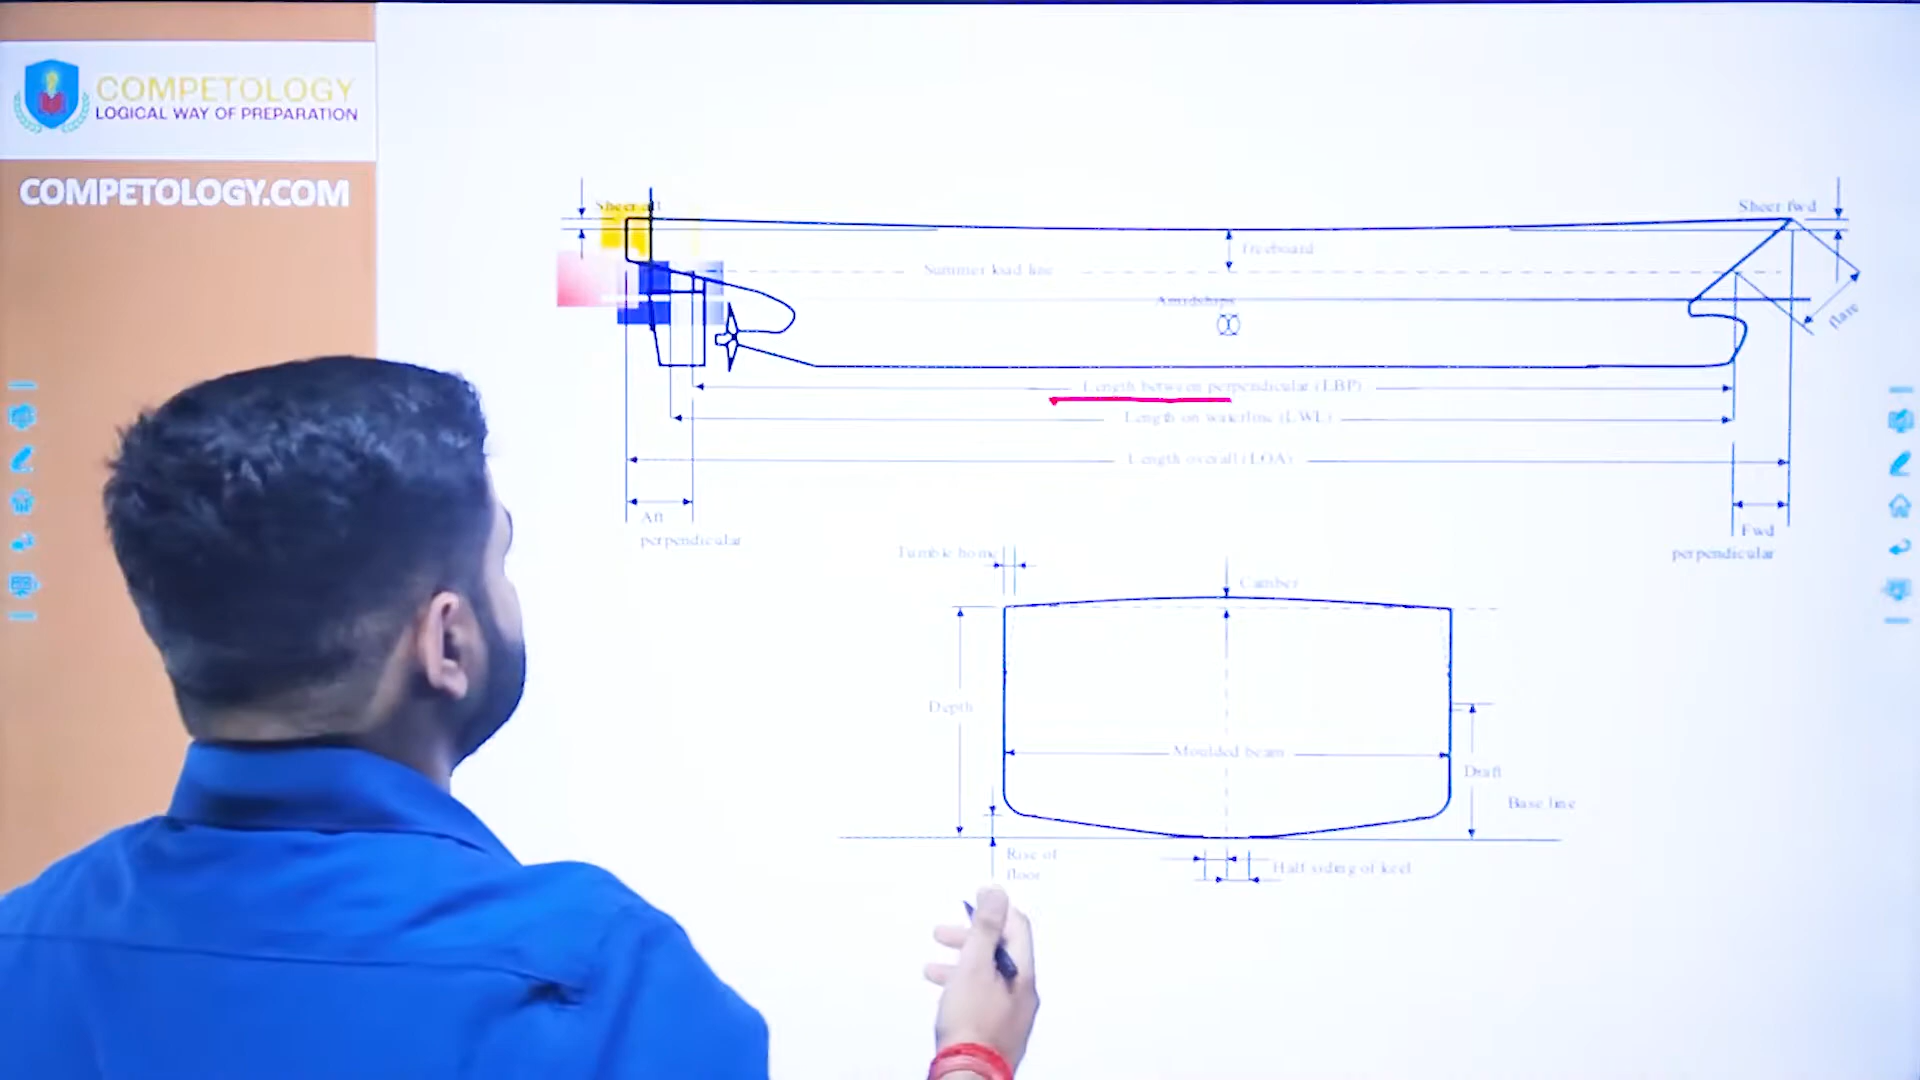 COMPETOLOGY
LOGICAL WAY OF PREPARATION
COMPETOLOGY.COM
Sheer aft
Sheer fwd
freeboard
Summer load line
Amidships
flare
Length between perpendicular (LBP)
Length on waterline (LWL)
Length overall (LOA)
Aft
perpendicular
Fwd
perpendicular
Tumble home
Camber
Depth
Moulded beam
Draft
Base line
Rise of
floor
Half siding of keel